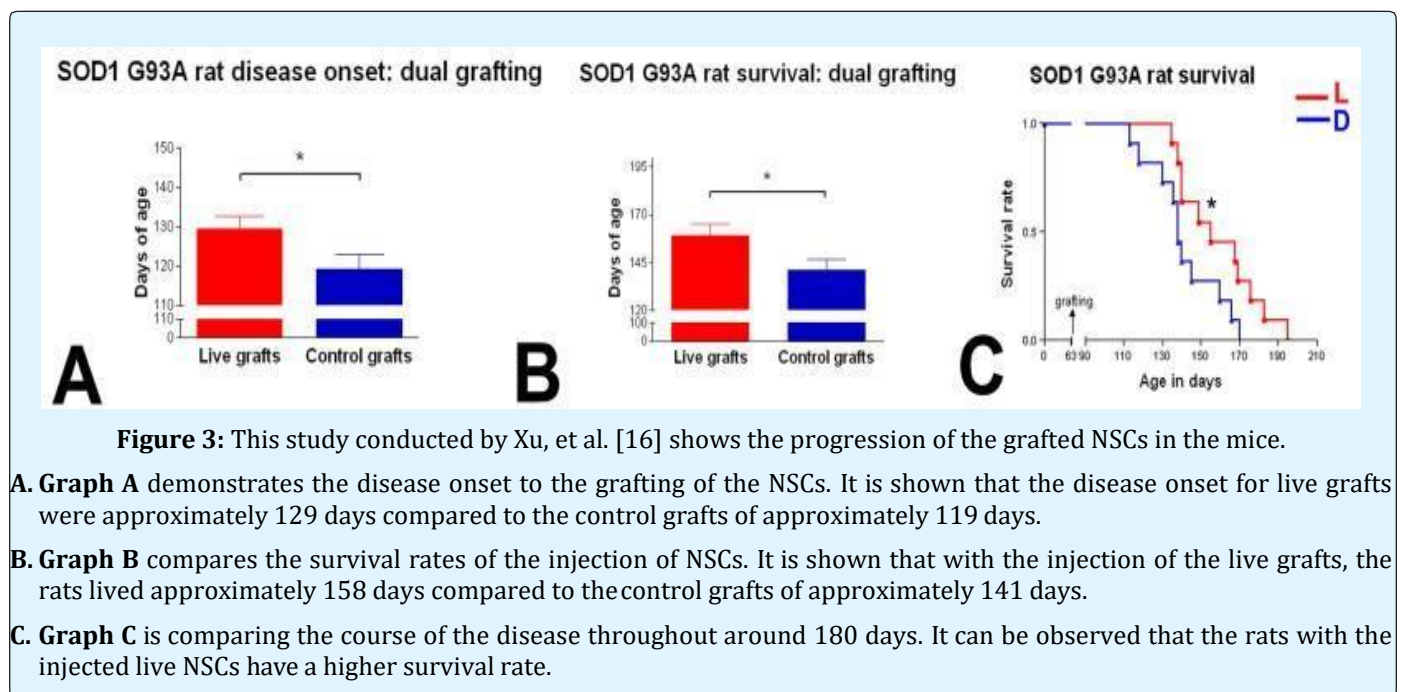 SOD1 G93A rat disease onset: dual grafting
150
140
130
120
110
110
0
Days of age
*
Live grafts
Control grafts
A
SOD1 G93A rat survival: dual grafting
195
170
145
120
100
0
Days of age
*
Live grafts
Control grafts
B
SOD1 G93A rat survival
L
D
1.0
0.5
0.0
Survival rate
*
grafting
0 63 90 110 130 150 170 190 210
Age in days
C
Figure 3: This study conducted by Xu, et al. [16] shows the progression of the grafted NSCs in the mice.
A. Graph A demonstrates the disease onset to the grafting of the NSCs. It is shown that the disease onset for live grafts
were approximately 129 days compared to the control grafts of approximately 119 days.
B. Graph B compares the survival rates of the injection of NSCs. It is shown that with the injection of the live grafts, the
rats lived approximately 158 days compared to thecontrol grafts of approximately 141 days.
C. Graph C is comparing the course of the disease throughout around 180 days. It can be observed that the rats with the
injected live NSCs have a higher survival rate.